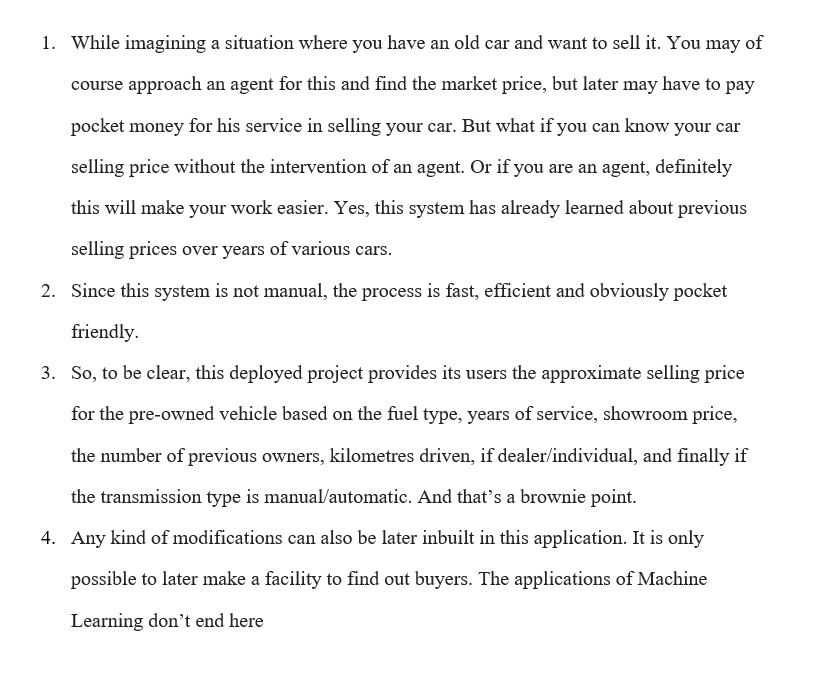 1. While imagining a situation where you have an old car and want to sell it. You may of
course approach an agent for this and find the market price, but later may have to pay
pocket money for his service in selling your car. But what if you can know your car
selling price without the intervention of an agent. Or if you are an agent, definitely
this will make your work easier. Yes, this system has already learned about previous
selling prices over years of various cars.
2. Since this system is not manual, the process is fast, efficient and obviously pocket
friendly.
3. So, to be clear, this deployed project provides its users the approximate selling price
for the pre-owned vehicle based on the fuel type, years of service, showroom price,
the number of previous owners, kilometres driven, if dealer/individual, and finally if
the transmission type is manual/automatic. And that’s a brownie point.
4. Any kind of modifications can also be later inbuilt in this application. It is only
possible to later make a facility to find out buyers. The applications of Machine
Learning don’t end here